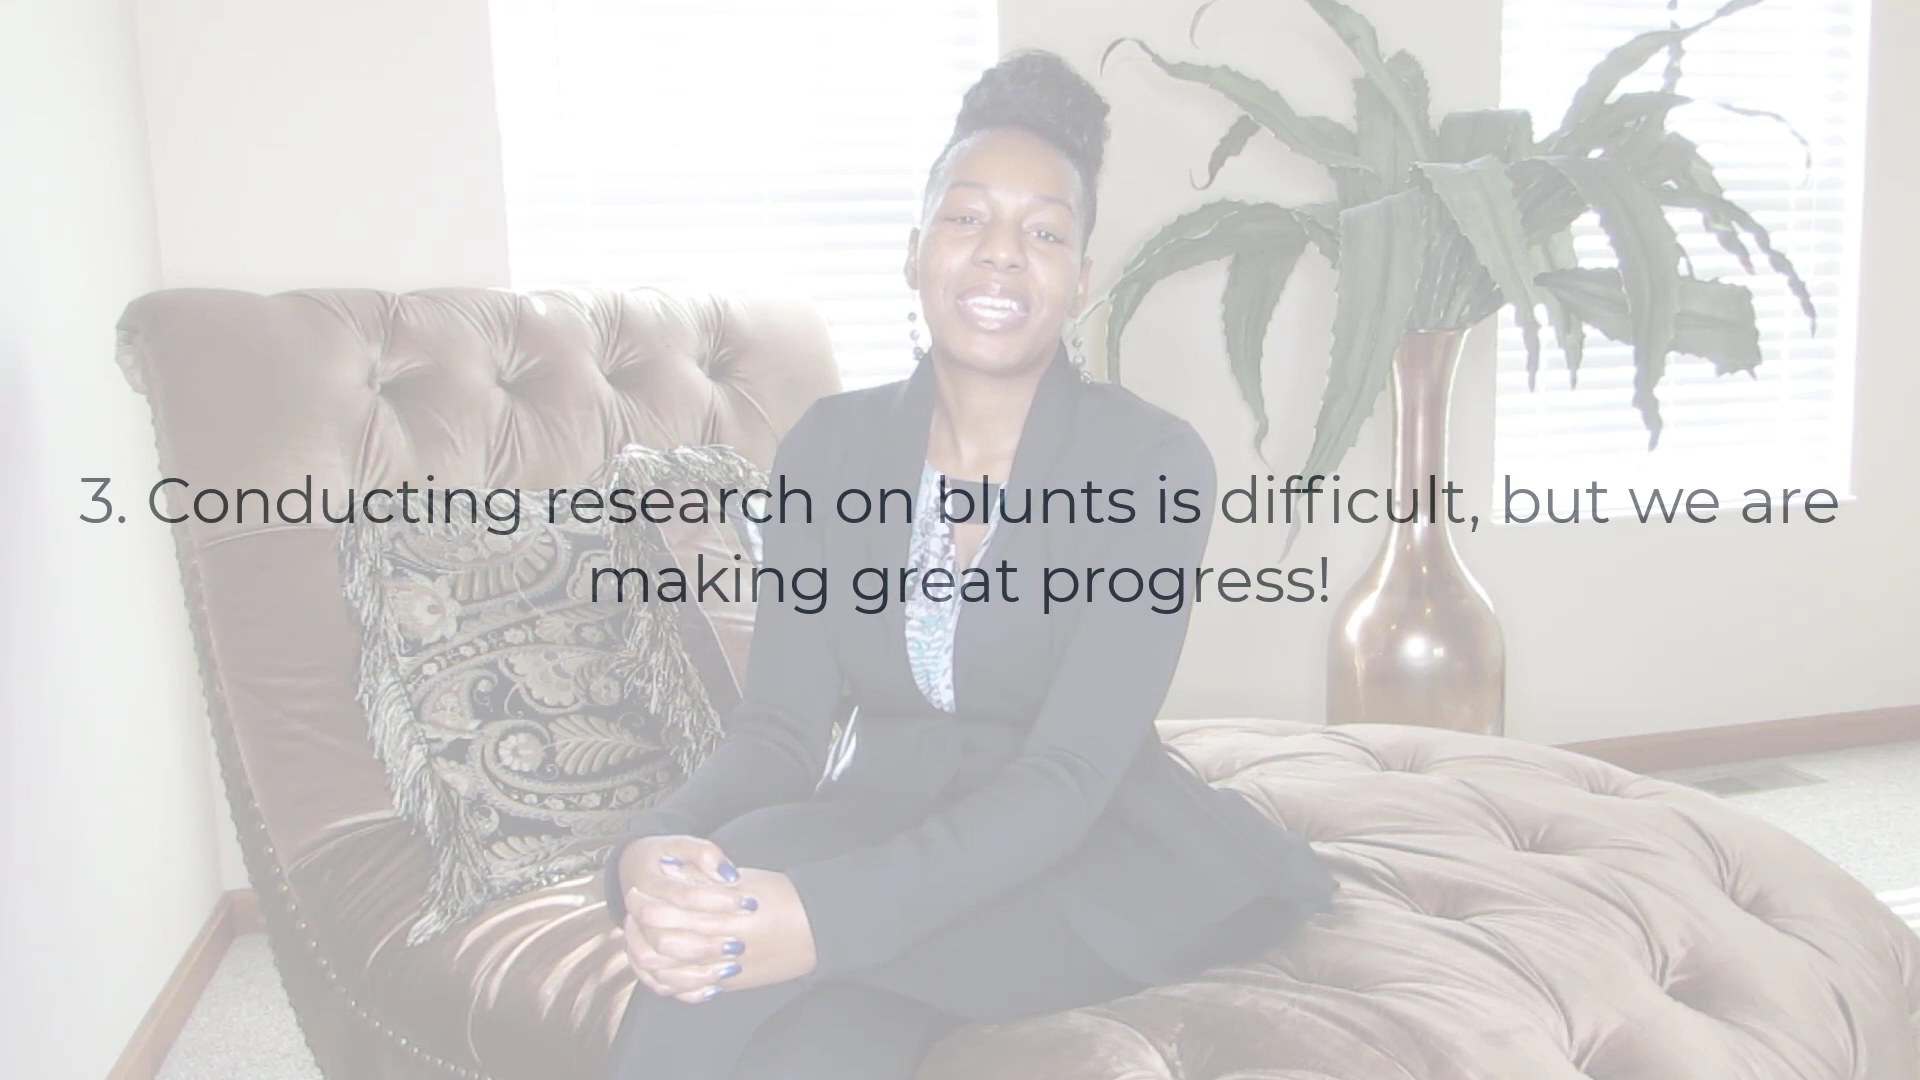 3. Conducting research on blunts is difficult, but we are
making great progress!